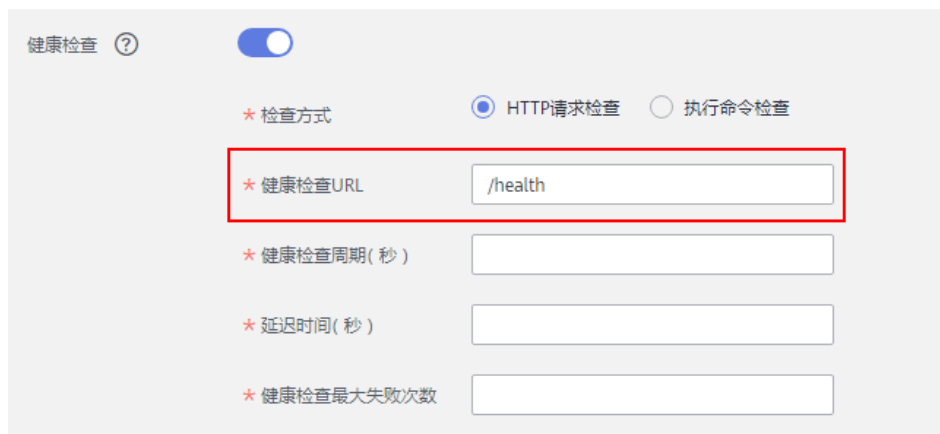 健康检查 ?
* 检查方式 HTTP请求检查 执行命令检查
* 健康检查URL /health
* 健康检查周期( 秒 )
* 延迟时间( 秒 )
* 健康检查最大失败次数